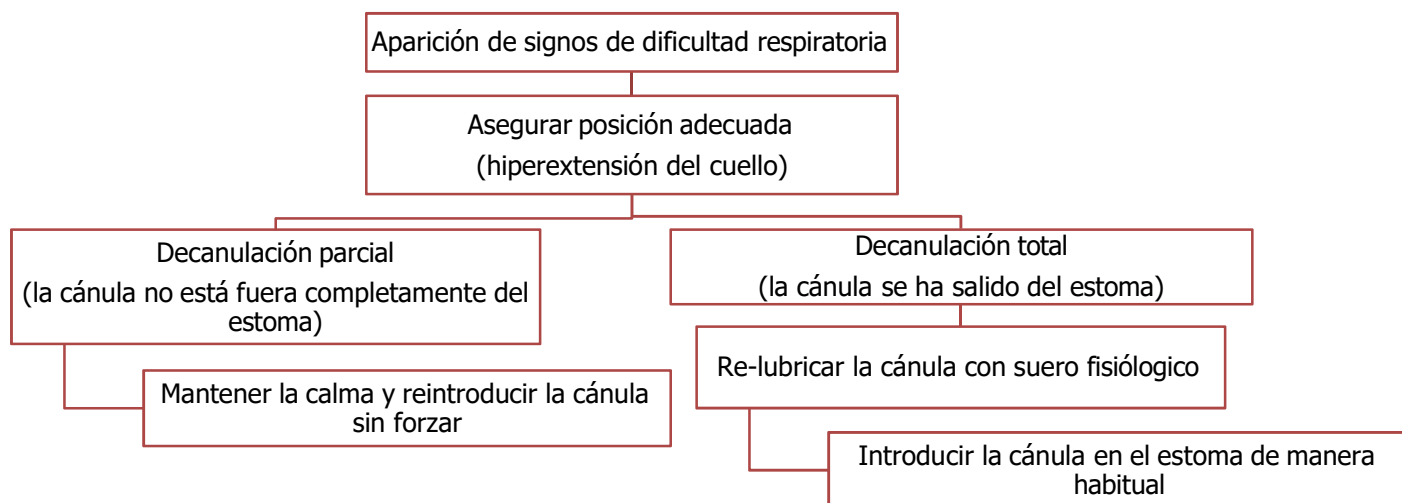 Aparición de signos de dificultad respiratoria
Asegurar posición adecuada
(hiperextensión del cuello)
Decanulación parcial
(la cánula no está fuera completamente del
estoma)
Mantener la calma y reintroducir la cánula
sin forzar
Decanulación total
(la cánula se ha salido del estoma)
Re-lubricar la cánula con suero fisiólogico
Introducir la cánula en el estoma de manera
habitual